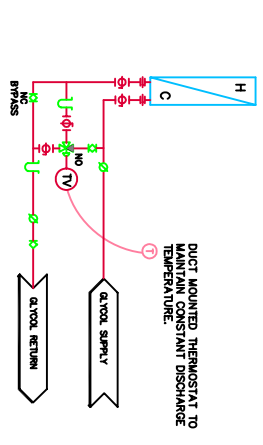 H
C
NC
BYPASS
NO
TV
T
DUCT MOUNTED THERMOSTAT TO
MAINTAIN CONSTANT DISCHARGE
TEMPERATURE.
GLYCOL SUPPLY
GLYCOL RETURN